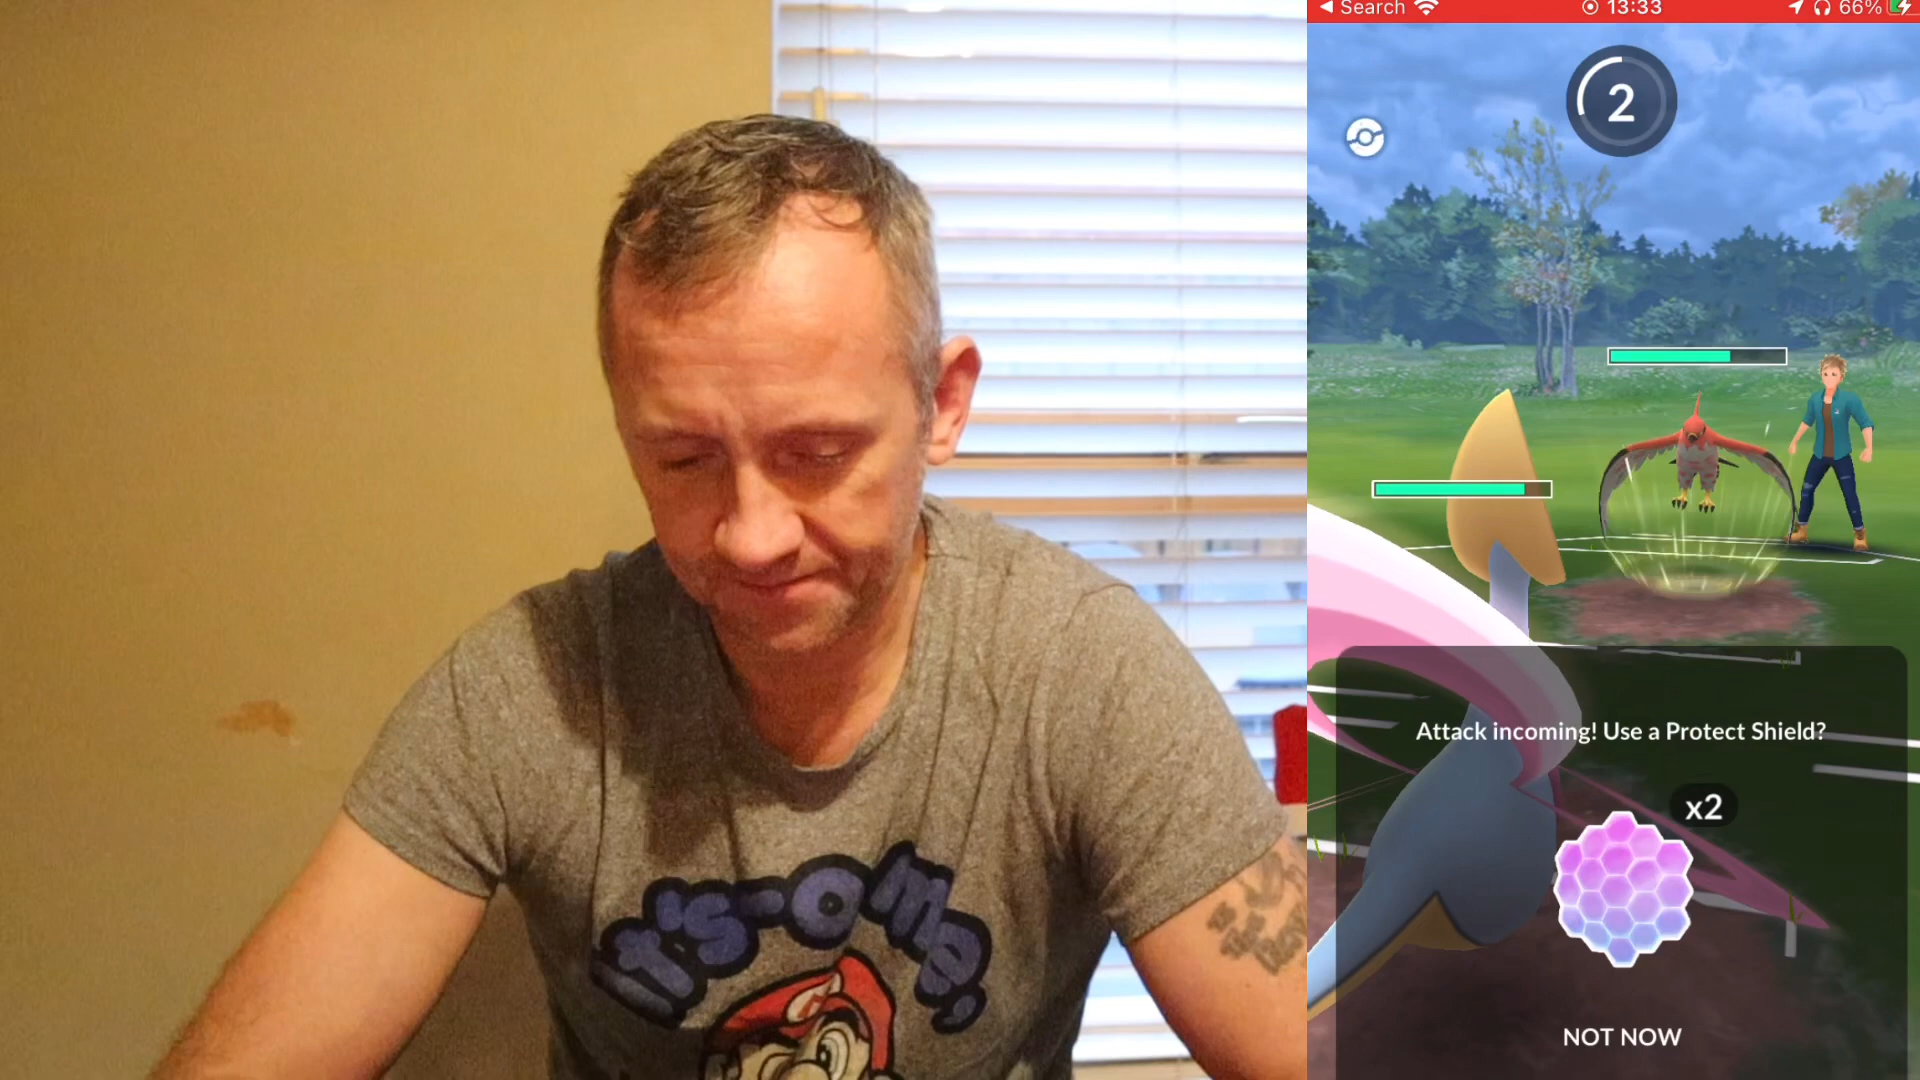 Search
13:33
66%
2
Attack incoming! Use a Protect Shield?
x2
NOT NOW
IT'S-a me,